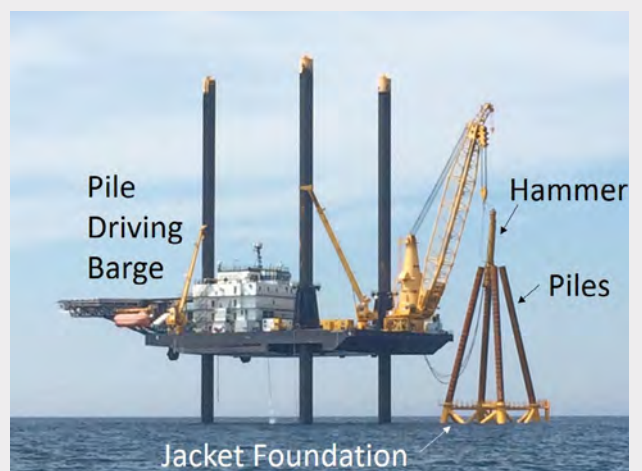 Pile
Driving
Barge
Hammer
Piles
Jacket Foundation